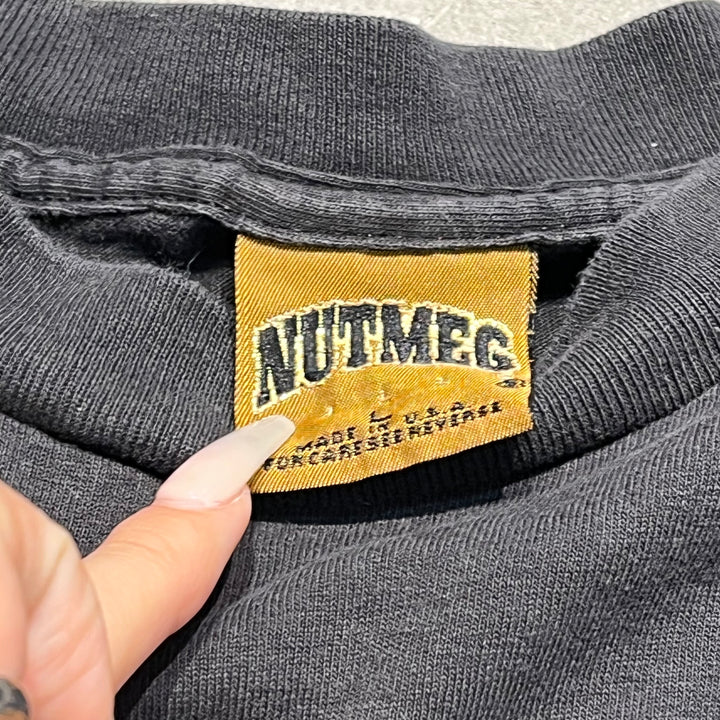 NUTMEG
L
MADE IN U.S.A
FOR CARE SEE REVERSE